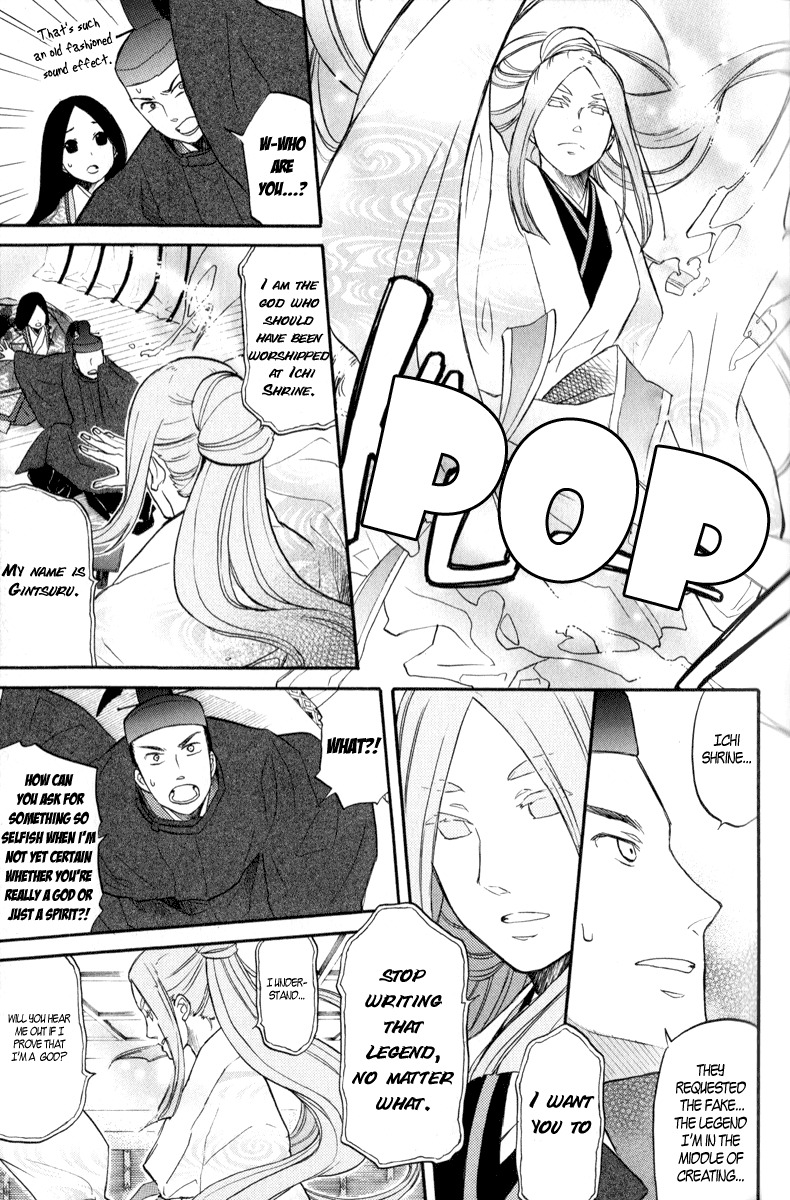 POP
W-WHO
ARE
YOU...?
That's such
an old fashioned
sound effect.
I AM THE
GOD WHO
SHOULD
HAVE BEEN
WORSHIPPED
AT ICHI
SHRINE.
MY NAME IS
GINTSURU.
ICHI
SHRINE...
THEY
REQUESTED
THE FAKE...
THE LEGEND
I'M IN THE
MIDDLE OF
CREATING...
I WANT
YOU TO
STOP
WRITING
THAT
LEGEND,
NO MATTER
WHAT.
WHAT?!
HOW CAN
YOU ASK FOR
SOMETHING SO
SELFISH WHEN I'M
NOT YET CERTAIN
WHETHER YOU'RE
REALLY A GOD OR
JUST A SPIRIT?!
I UNDER-
STAND...
WILL YOU HEAR
ME OUT IF I
PROVE THAT
I'M A GOD?